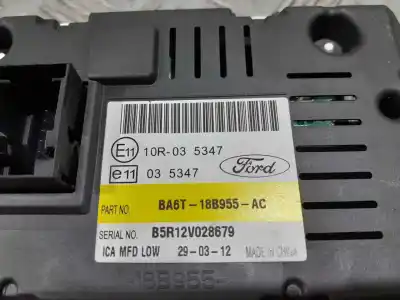 E11 10R-03 5347
Ford
e11 03 5347
PART NO. BA6T-18B955-AC
SERIAL NO. B5R12V028679
ICA MFD LOW 29-03-12 MADE IN CHINA
18B955